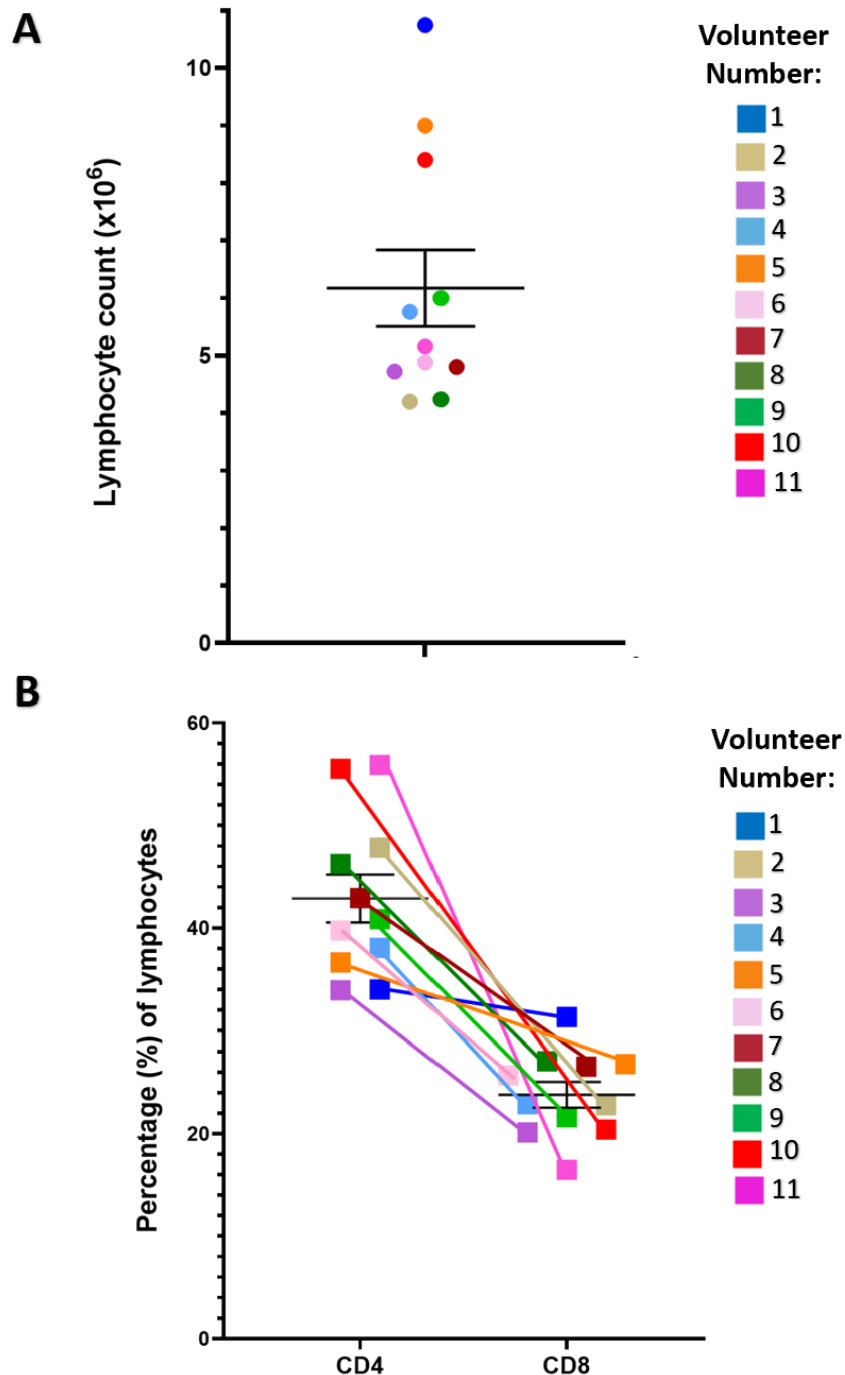 A
Lymphocyte count (x10⁶)
10
5
0
Volunteer
Number:
1
2
3
4
5
6
7
8
9
10
11
B
Percentage (%) of lymphocytes
60
40
20
0
CD4
CD8
Volunteer
Number:
1
2
3
4
5
6
7
8
9
10
11